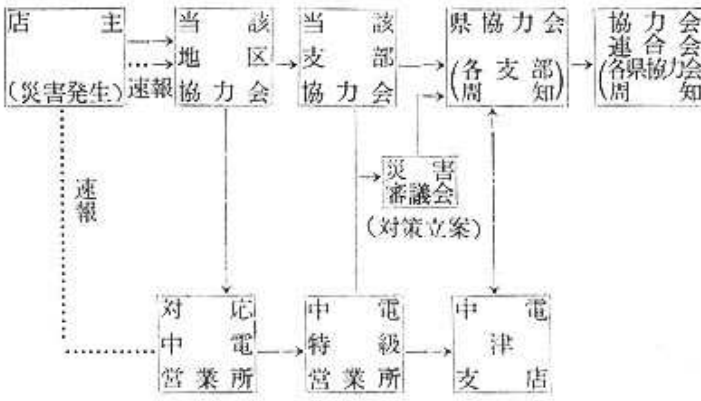 店主
(災害発生)
速報
当該
地区
協力会
当該
支部
協力会
県協力会
(各支部
周知)
協力会
連合会
(各県協力会
周知)
速報
災害
審議会
(対策立案)
対応
中電
営業所
中電
特級
営業所
中電
津
支店